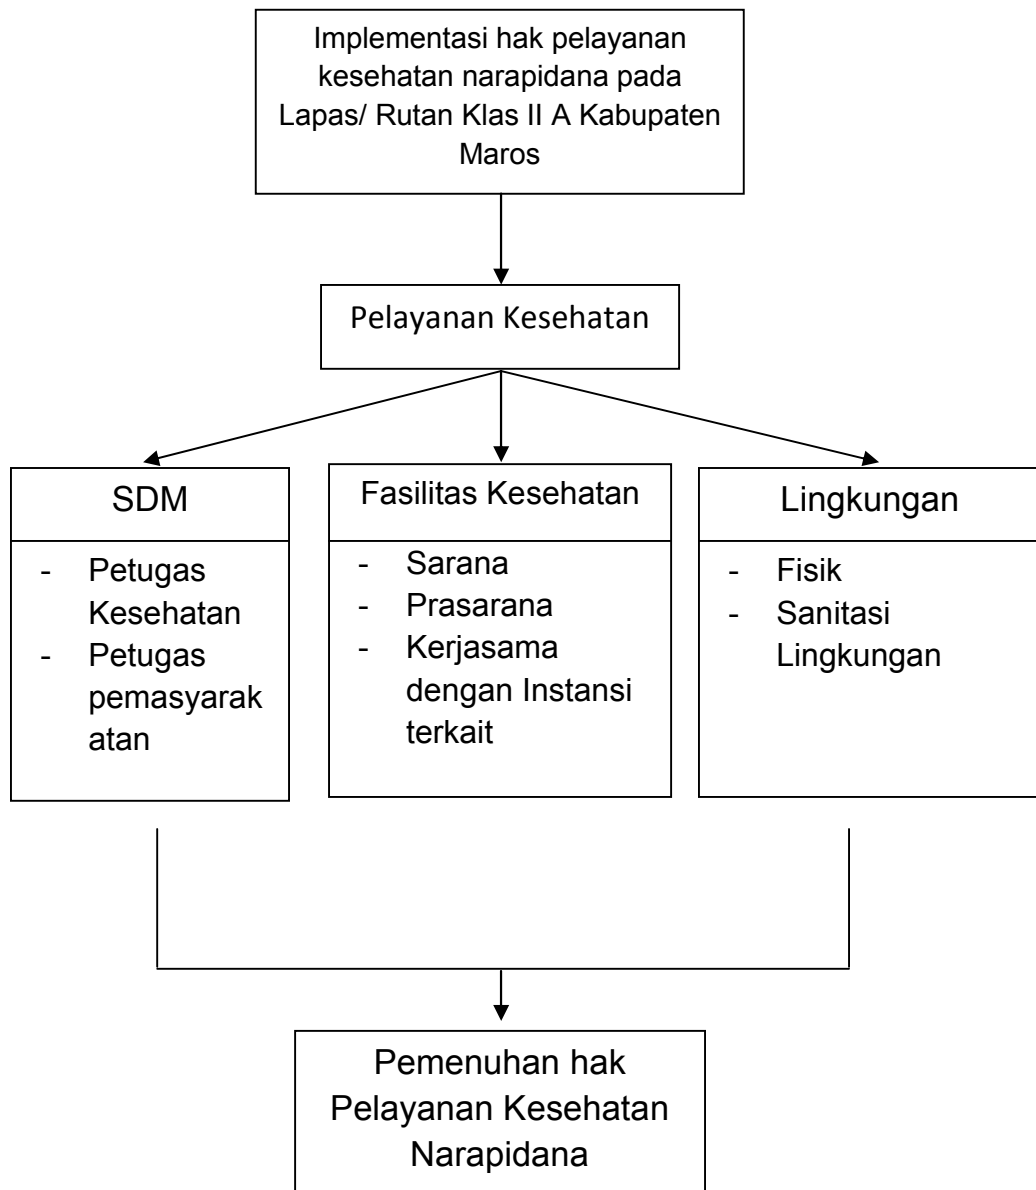 Implementasi hak pelayanan
kesehatan narapidana pada
Lapas/ Rutan Klas II A Kabupaten
Maros
Pelayanan Kesehatan
SDM
- Petugas
Kesehatan
- Petugas
pemasyarak
atan
Fasilitas Kesehatan
- Sarana
- Prasarana
- Kerjasama
dengan Instansi
terkait
Lingkungan
- Fisik
- Sanitasi
Lingkungan
Pemenuhan hak
Pelayanan Kesehatan
Narapidana